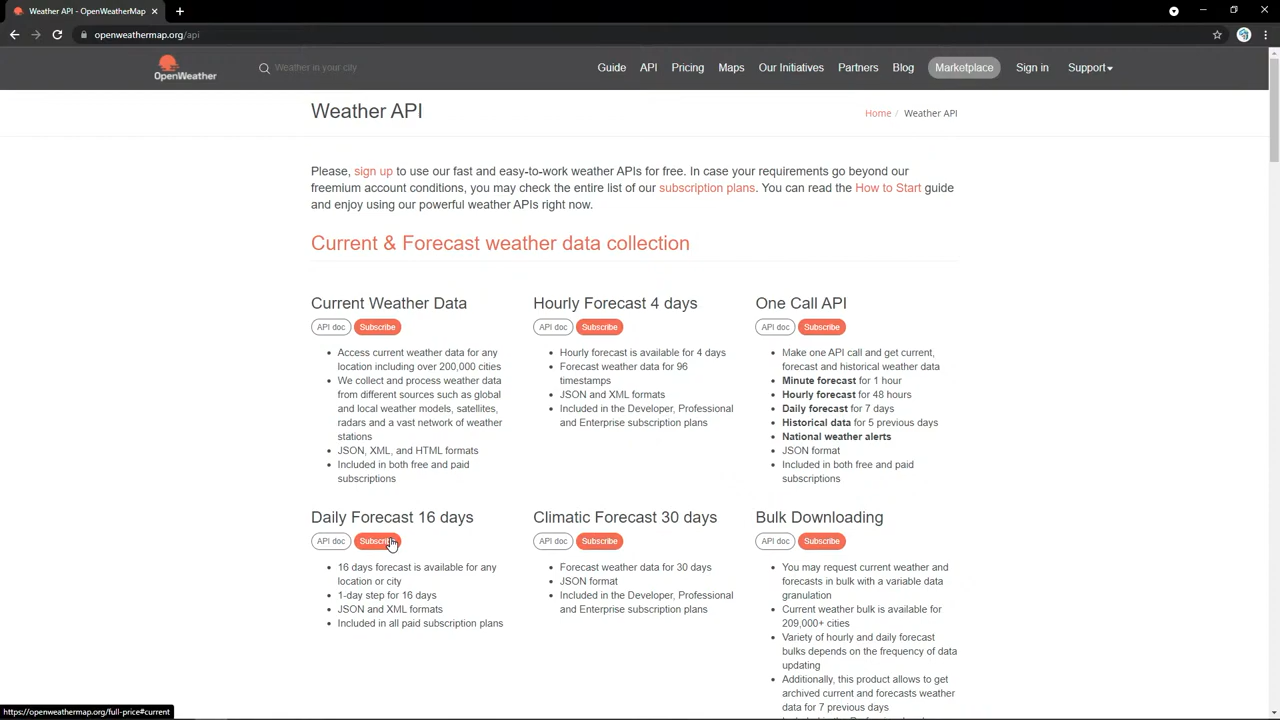 Weather API - OpenWeatherMap
openweathermap.org/api
OpenWeather
Weather in your city
Guide API Pricing Maps Our Initiatives Partners Blog Marketplace Sign in Support
Weather API
Home / Weather API
Please, sign up to use our fast and easy-to-work weather APIs for free. In case your requirements go beyond our
freemium account conditions, you may check the entire list of our subscription plans. You can read the How to Start guide
and enjoy using our powerful weather APIs right now.
Current & Forecast weather data collection
Current Weather Data
API doc Subscribe
Access current weather data for any
location including over 200,000 cities
We collect and process weather data
from different sources such as global
and local weather models, satellites,
radars and a vast network of weather
stations
JSON, XML, and HTML formats
Included in both free and paid
subscriptions
Hourly Forecast 4 days
API doc Subscribe
Hourly forecast is available for 4 days
Forecast weather data for 96
timestamps
JSON and XML formats
Included in the Developer, Professional
and Enterprise subscription plans
One Call API
API doc Subscribe
Make one API call and get current,
forecast and historical weather data
Minute forecast for 1 hour
Hourly forecast for 48 hours
Daily forecast for 7 days
Historical data for 5 previous days
National weather alerts
JSON format
Included in both free and paid
subscriptions
Daily Forecast 16 days
API doc Subscribe
16 days forecast is available for any
location or city
1-day step for 16 days
JSON and XML formats
Included in all paid subscription plans
Climatic Forecast 30 days
API doc Subscribe
Forecast weather data for 30 days
JSON format
Included in the Developer, Professional
and Enterprise subscription plans
Bulk Downloading
API doc Subscribe
You may request current weather and
forecasts in bulk with a variable data
granulation
Current weather bulk is available for
209,000+ cities
Variety of hourly and daily forecast
bulks depends on the frequency of data
updating
Additionally, this product allows to get
archived current and forecasts weather
data for 7 previous days
https://openweathermap.org/full-price#current